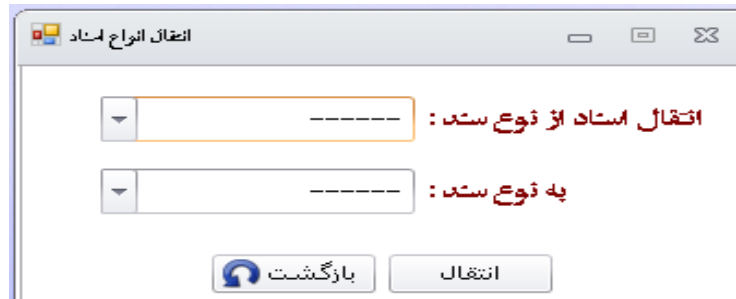 انتقال انواع اسناد
انتقال اسناد از نوع سند : ------
به نوع سند : ------
انتقال بازگشت